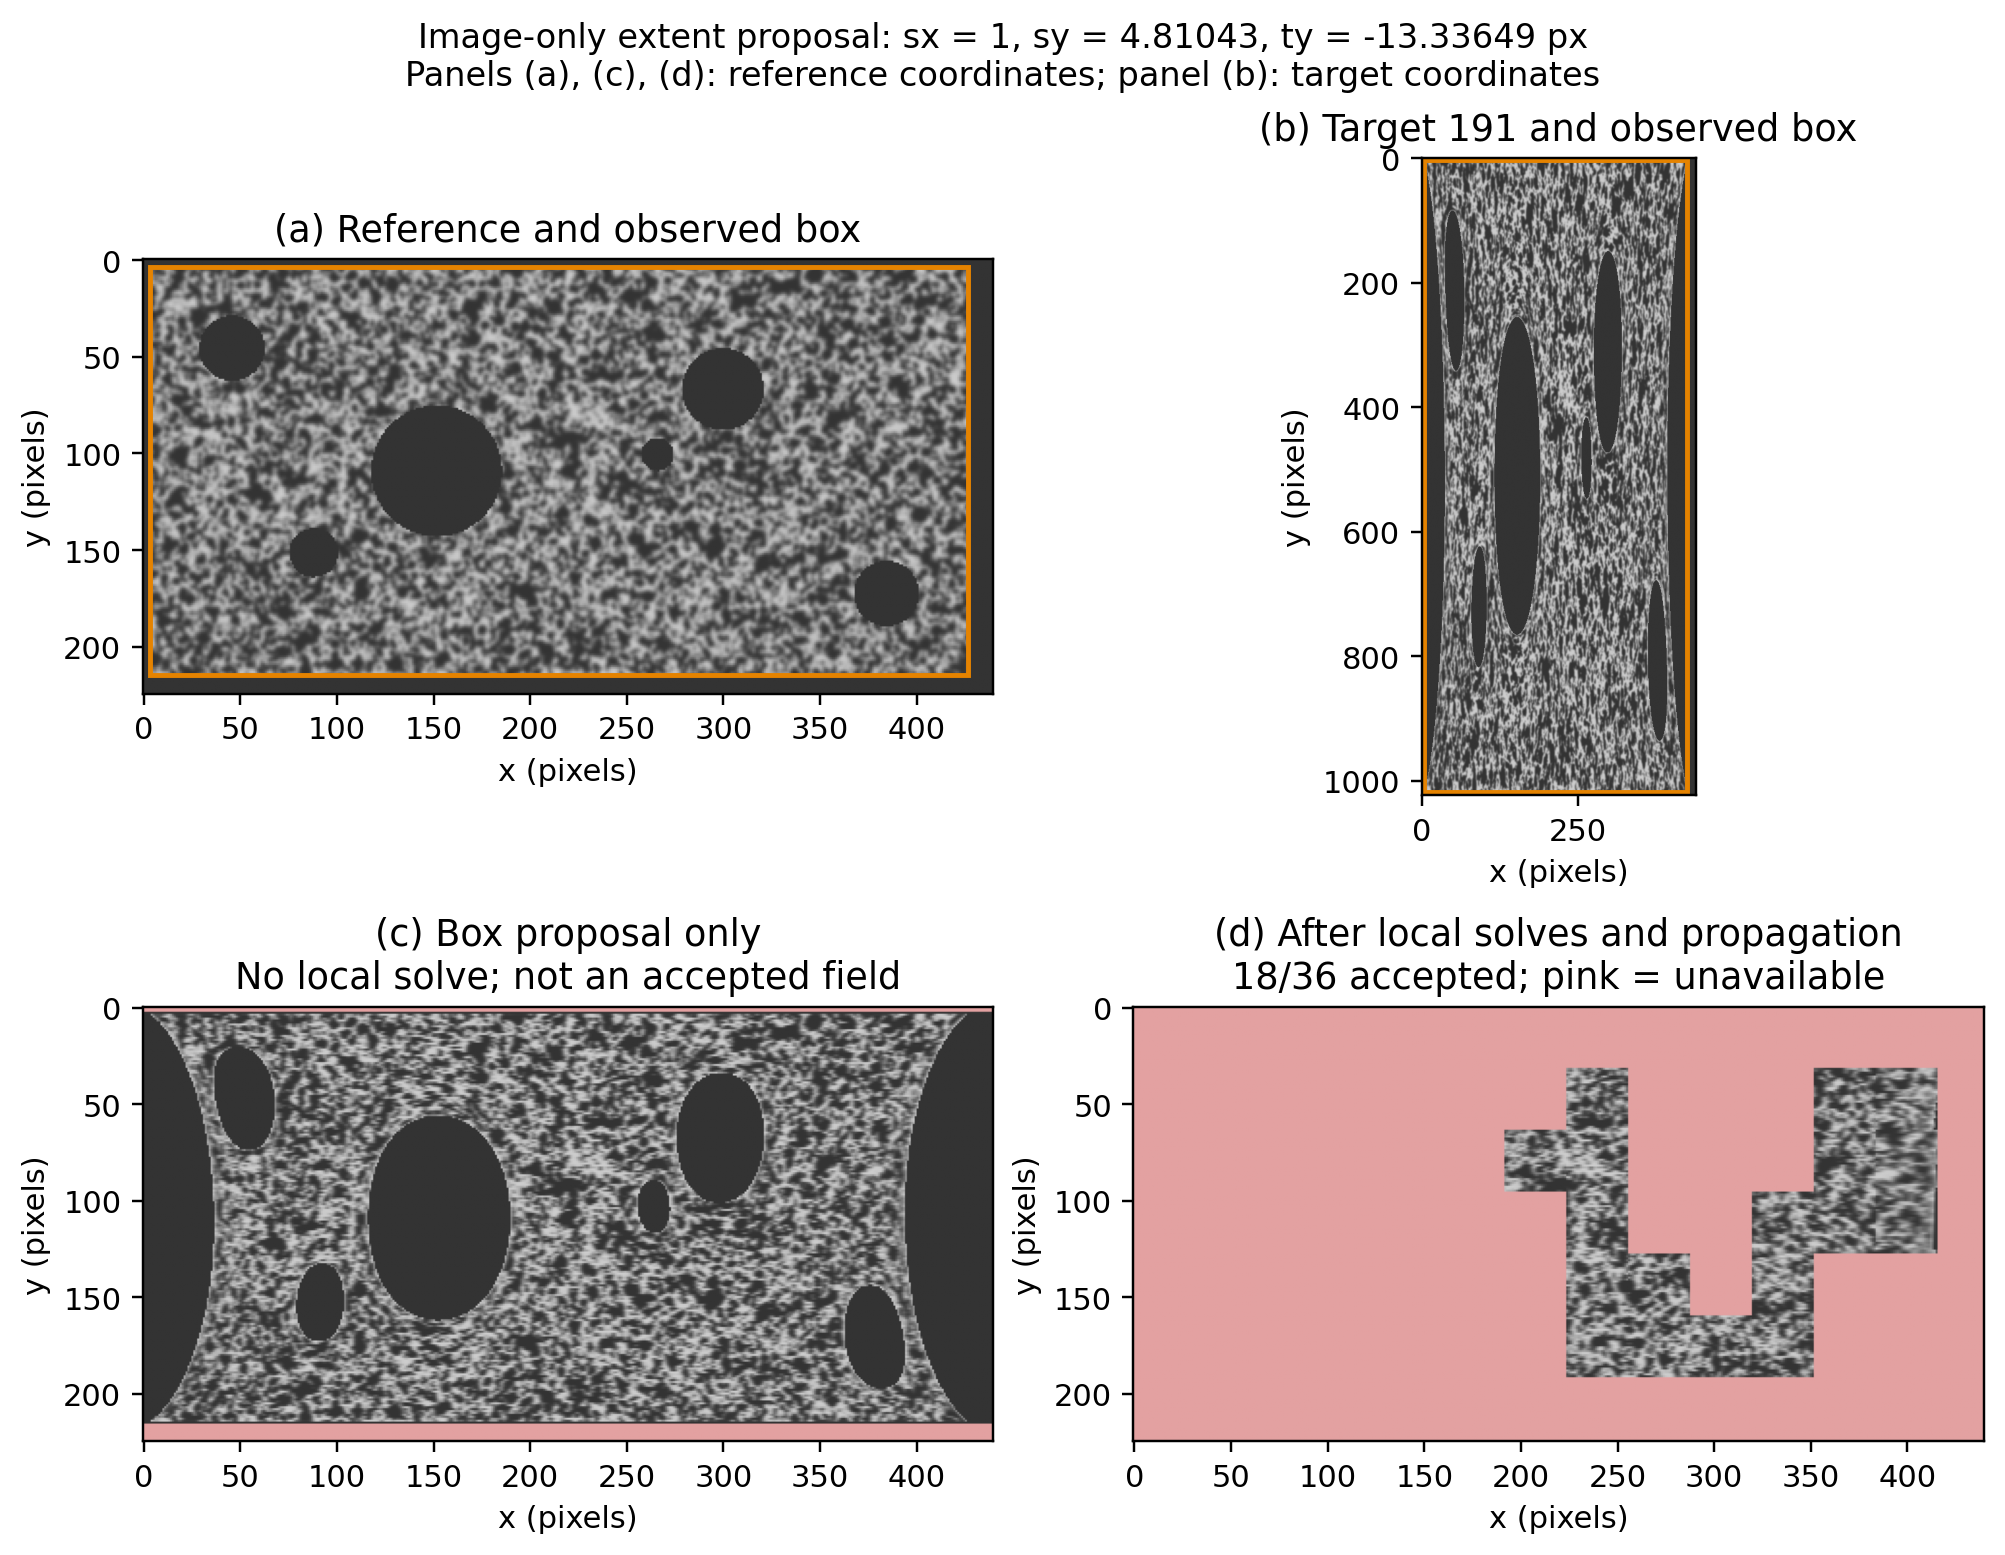 Image-only extent proposal: sx = 1, sy = 4.81043, ty = -13.33649 px
Panels (a), (c), (d): reference coordinates; panel (b): target coordinates
(a) Reference and observed box
0
50
100
150
200
y (pixels)
0 50 100 150 200 250 300 350 400
x (pixels)
(b) Target 191 and observed box
0
200
400
600
800
1000
y (pixels)
0 250
x (pixels)
(c) Box proposal only
No local solve; not an accepted field
0
50
100
150
200
y (pixels)
0 50 100 150 200 250 300 350 400
x (pixels)
(d) After local solves and propagation
18/36 accepted; pink = unavailable
0
50
100
150
200
y (pixels)
0 50 100 150 200 250 300 350 400
x (pixels)